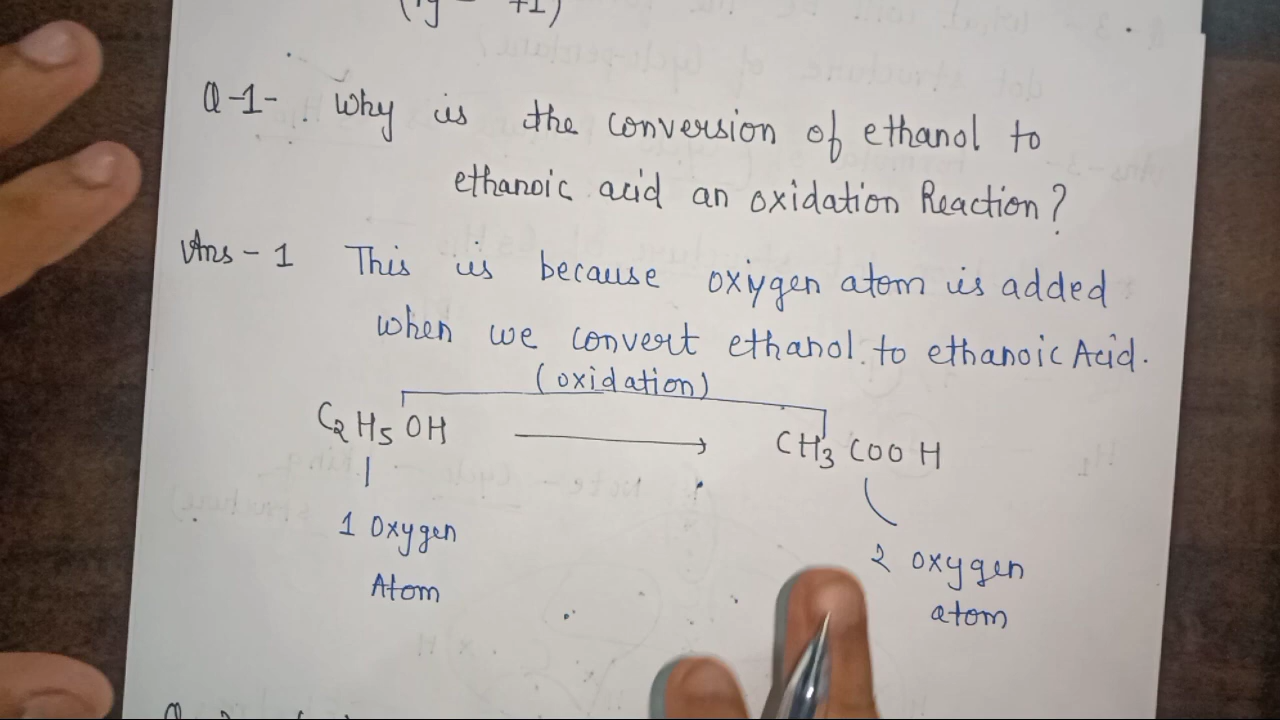 Q-1- Why is the conversion of ethanol to
ethanoic acid an oxidation Reaction?
Ans - 1 This is because oxiygen atom is added
when we convert ethanol to ethanoic Acid.
(oxidation)
C2H5OH → CH3COOH
1 Oxygen
Atom
2 oxygen
atom